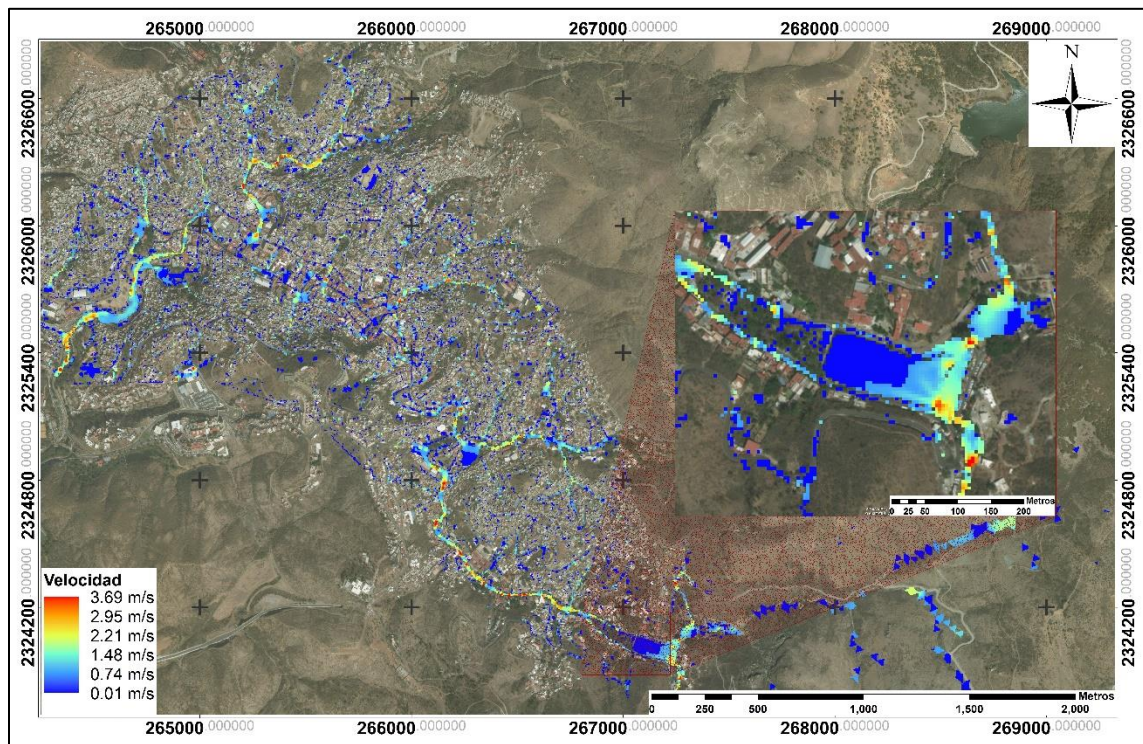 265000.000000 266000.000000 267000.000000 268000.000000 269000.000000
N
2326600.000000 2326600.000000
2326000.000000 2326000.000000
2325400.000000 2325400.000000
2324800.000000 2324800.000000
2324200.000000 2324200.000000
Metros
0 25 50 100 150 200
Velocidad
3.69 m/s
2.95 m/s
2.21 m/s
1.48 m/s
0.74 m/s
0.01 m/s
Metros
0 250 500 1,000 1,500 2,000
265000.000000 266000.000000 267000.000000 268000.000000 269000.000000